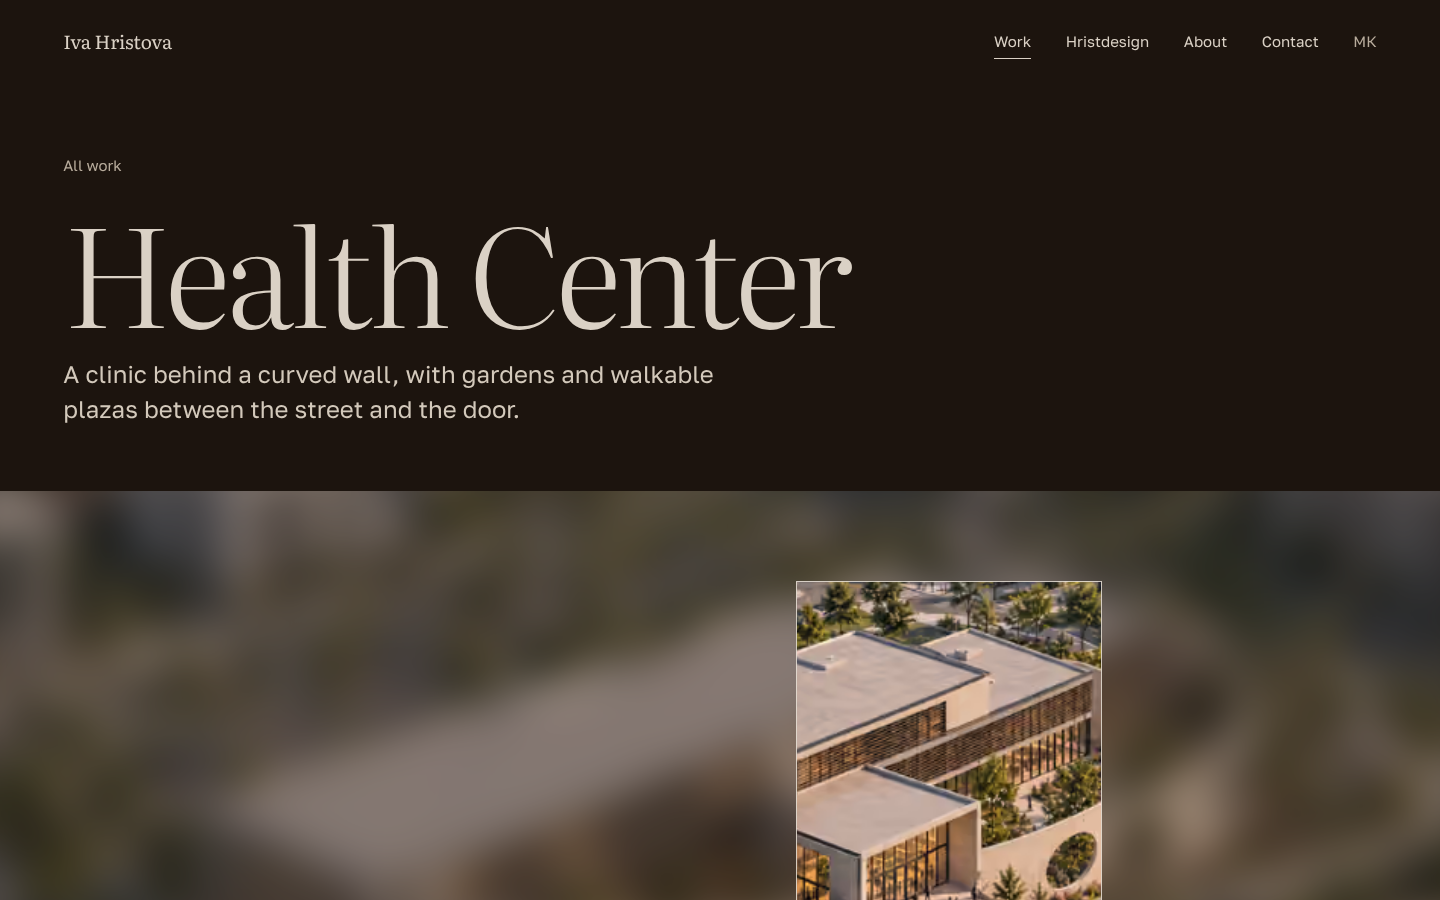 Iva Hristova
Work
Hristdesign
About
Contact
MK
All work
Health Center
A clinic behind a curved wall, with gardens and walkable
plazas between the street and the door.